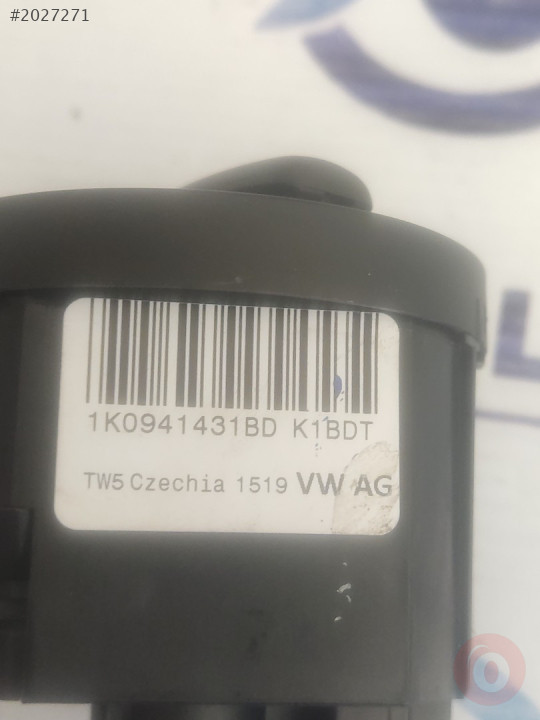 #2027271
1K0941431BD K1BDT
TW5 Czechia 1519 VW AG
L